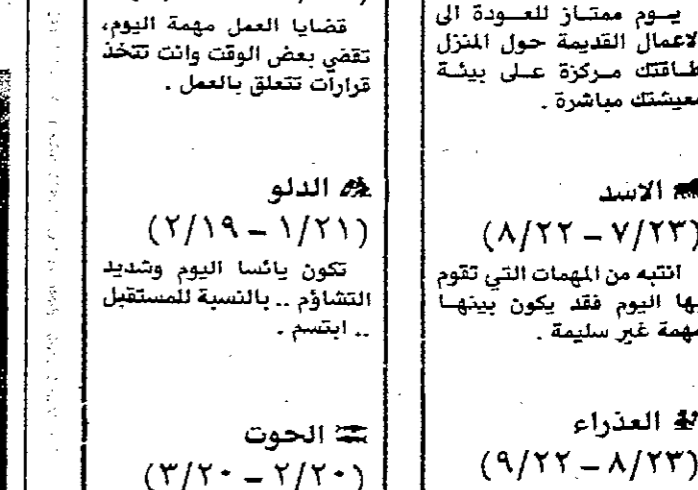 يوم ممتاز للعودة الى
الاعمال القديمة حول المنزل
طاقتك مركزة على بيئة
معيشتك مباشرة .
الاسد
(٧/٢٣ – ٨/٢٢)
انتبه من المهمات التي تقوم
بها اليوم فقد يكون بينها
مهمة غير سليمة .
العذراء
(٨/٢٣ – ٩/٢٢)
قضايا العمل مهمة اليوم،
تقضي بعض الوقت وانت تتخذ
قرارات تتعلق بالعمل .
الدلو
(١/٢١ – ٢/١٩)
تكون يائسا اليوم وشديد
التشاؤم .. بالنسبة للمستقبل
.. ابتسم .
الحوت
(٢/٢٠ – ٣/٢٠)